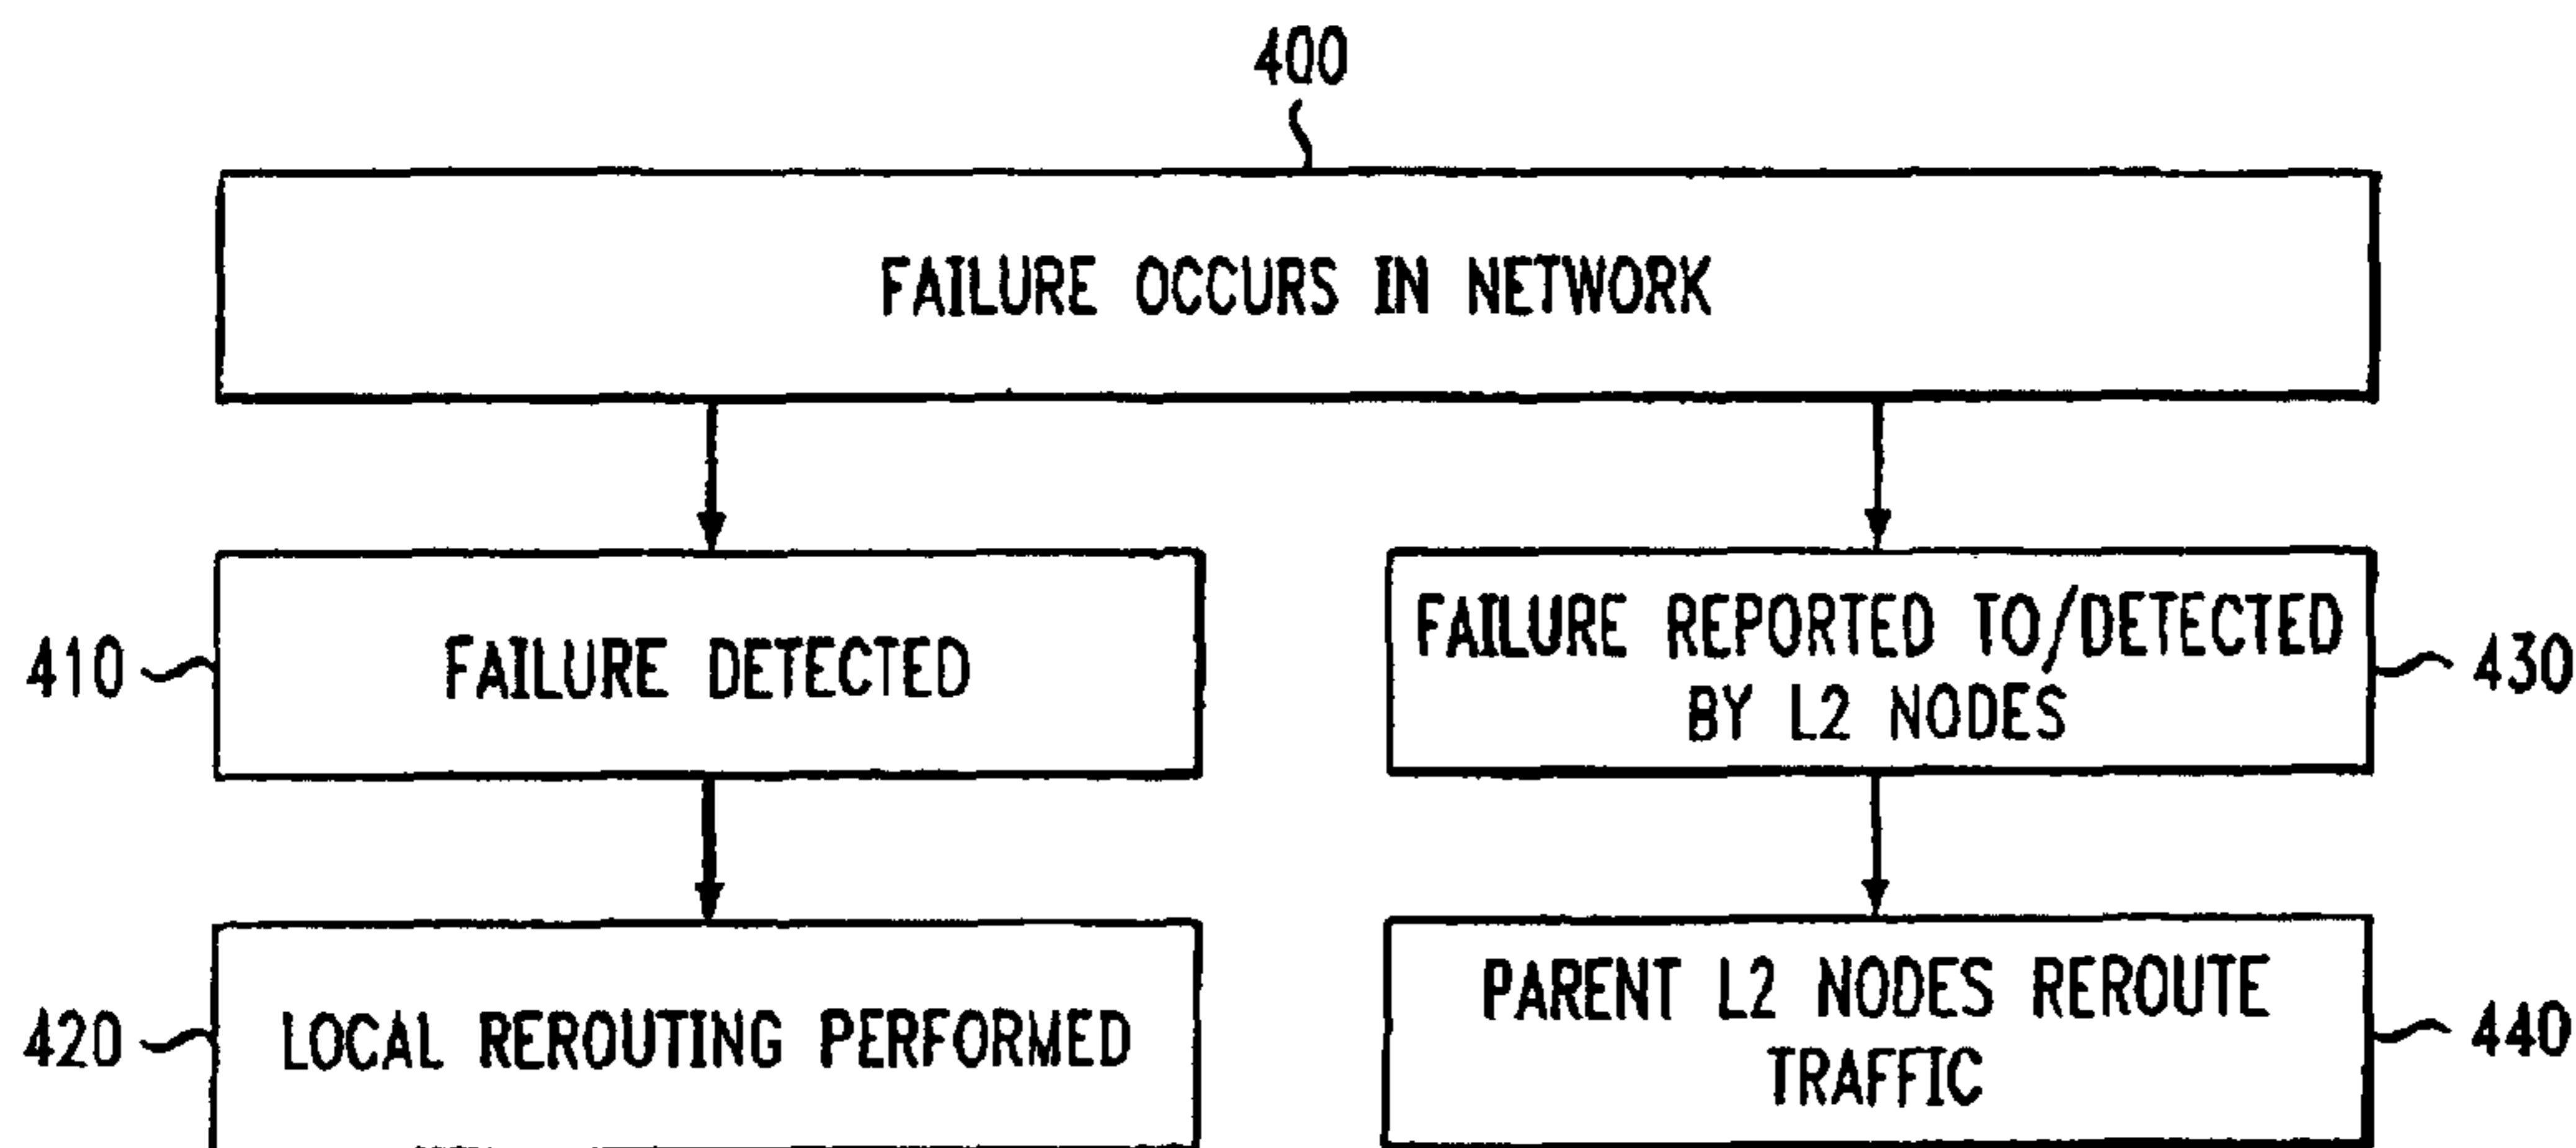 400
FAILURE OCCURS IN NETWORK
410
FAILURE DETECTED
FAILURE REPORTED TO/DETECTED
BY L2 NODES
430
420
LOCAL REROUTING PERFORMED
PARENT L2 NODES REROUTE
TRAFFIC
440